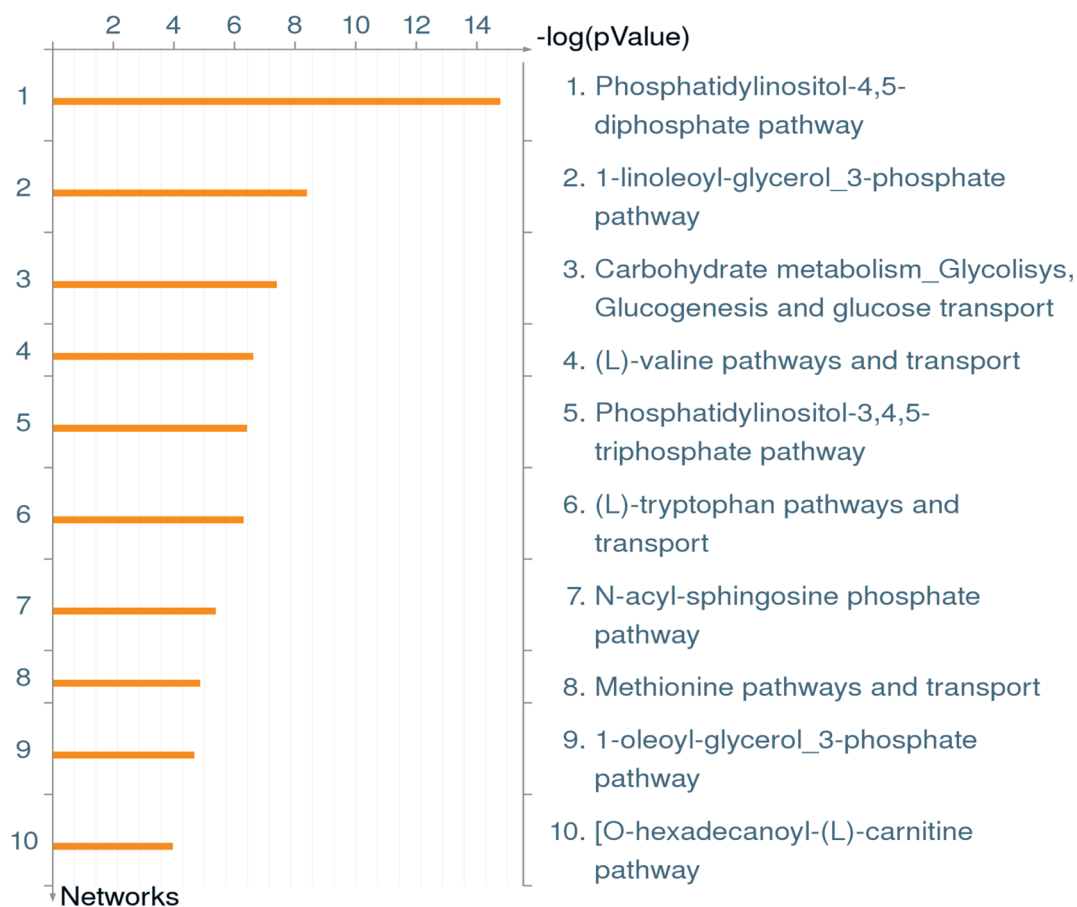 2 4 6 8 10 12 14
-log(pValue)
1
1. Phosphatidylinositol-4,5-
diphosphate pathway
2
2. 1-linoleoyl-glycerol_3-phosphate
pathway
3
3. Carbohydrate metabolism_Glycolisys,
Glucogenesis and glucose transport
4
4. (L)-valine pathways and transport
5
5. Phosphatidylinositol-3,4,5-
triphosphate pathway
6
6. (L)-tryptophan pathways and
transport
7
7. N-acyl-sphingosine phosphate
pathway
8
8. Methionine pathways and transport
9
9. 1-oleoyl-glycerol_3-phosphate
pathway
10
10. [O-hexadecanoyl-(L)-carnitine
pathway
Networks